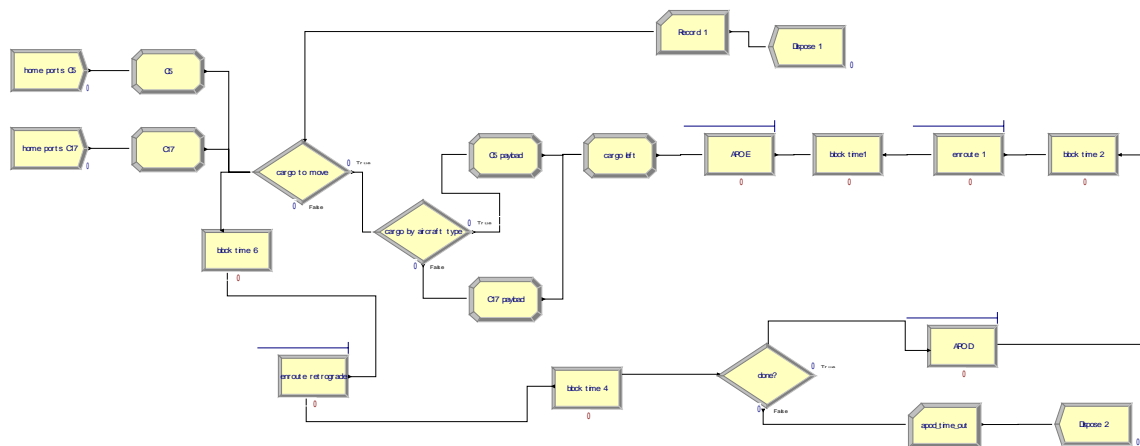 Record 1
Dispose 1
0
home ports C5
0
C5
home ports C17
0
C17
cargo to move
0
True
0
False
C5 payload
cargo left
APOE
0
block time1
0
enroute 1
0
block time 2
0
cargo by aircraft type
0
True
0
False
block time 6
0
C17 payload
enroute retrograde
0
block time 4
0
done?
0
True
0
False
APOD
0
apod_time_out
Dispose 2
0